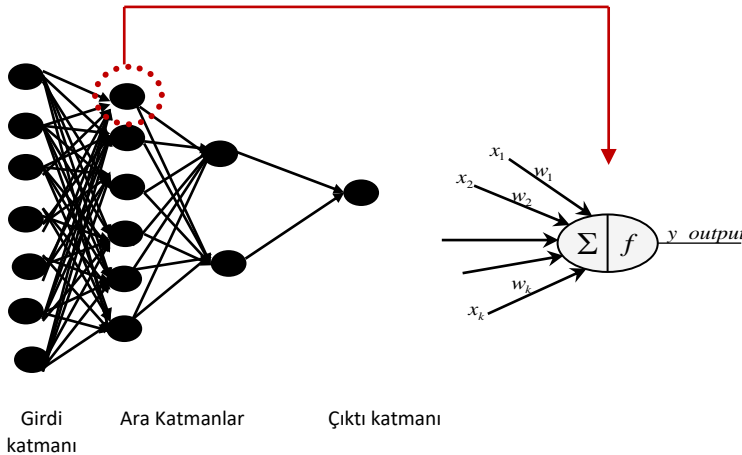 x₁
w₁
x₂
w₂
Σ f
y output
wₖ
xₖ
Girdi katmanı
Ara Katmanlar
Çıktı katmanı